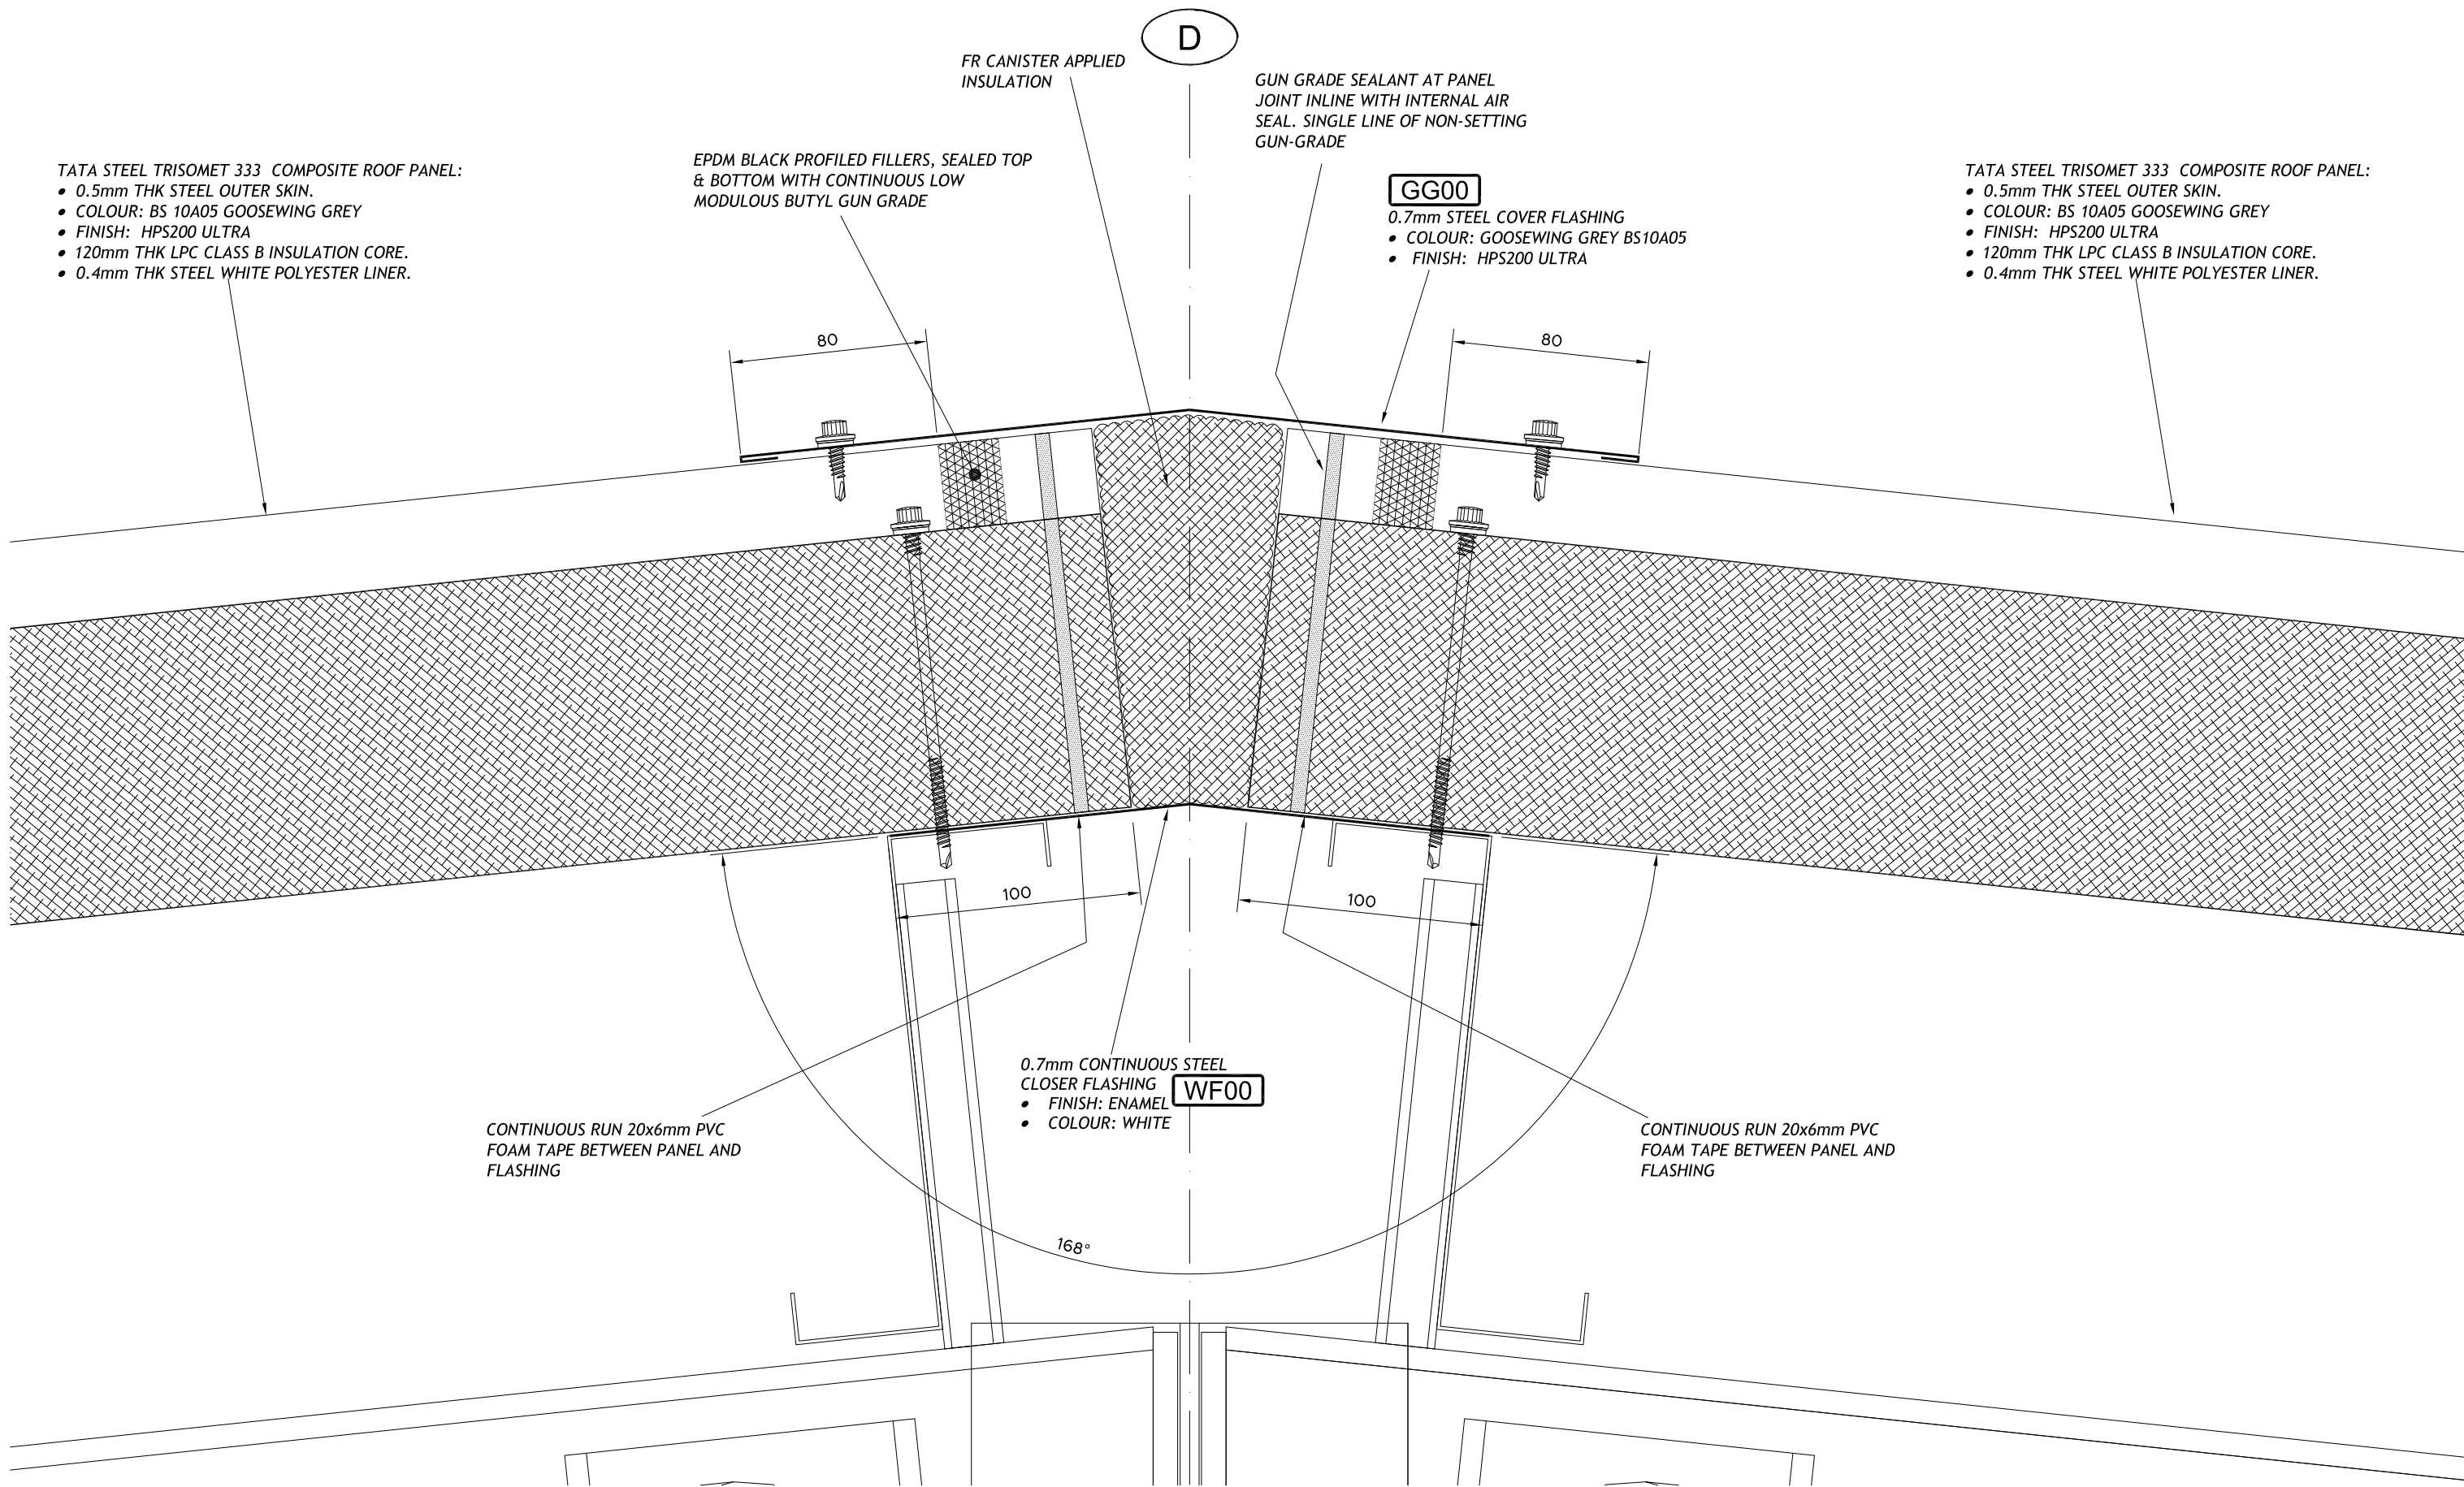 D
FR CANISTER APPLIED
INSULATION
GUN GRADE SEALANT AT PANEL
JOINT INLINE WITH INTERNAL AIR
SEAL. SINGLE LINE OF NON-SETTING
GUN-GRADE
TATA STEEL TRISOMET 333 COMPOSITE ROOF PANEL:
• 0.5mm THK STEEL OUTER SKIN.
• COLOUR: BS 10A05 GOOSEWING GREY
• FINISH: HPS200 ULTRA
• 120mm THK LPC CLASS B INSULATION CORE.
• 0.4mm THK STEEL WHITE POLYESTER LINER.
EPDM BLACK PROFILED FILLERS, SEALED TOP
& BOTTOM WITH CONTINUOUS LOW
MODULOUS BUTYL GUN GRADE
GG00
0.7mm STEEL COVER FLASHING
• COLOUR: GOOSEWING GREY BS10A05
• FINISH: HPS200 ULTRA
TATA STEEL TRISOMET 333 COMPOSITE ROOF PANEL:
• 0.5mm THK STEEL OUTER SKIN.
• COLOUR: BS 10A05 GOOSEWING GREY
• FINISH: HPS200 ULTRA
• 120mm THK LPC CLASS B INSULATION CORE.
• 0.4mm THK STEEL WHITE POLYESTER LINER.
80
80
100
100
0.7mm CONTINUOUS STEEL
CLOSER FLASHING
WF00
• FINISH: ENAMEL
• COLOUR: WHITE
CONTINUOUS RUN 20x6mm PVC
FOAM TAPE BETWEEN PANEL AND
FLASHING
CONTINUOUS RUN 20x6mm PVC
FOAM TAPE BETWEEN PANEL AND
FLASHING
168°